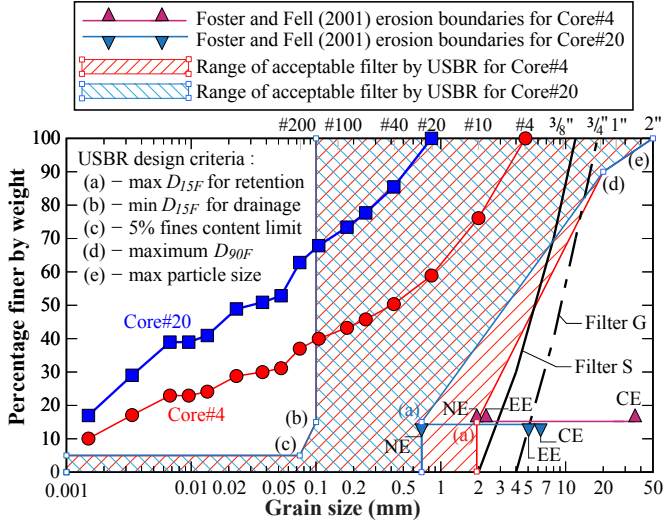 Foster and Fell (2001) erosion boundaries for Core#4
Foster and Fell (2001) erosion boundaries for Core#20
Range of acceptable filter by USBR for Core#4
Range of acceptable filter by USBR for Core#20
#200 #100 #40 #20 #10 #4 3/8" 3/4" 1" 2"
100
90
80
70
60
50
40
30
20
10
0
Percentage finer by weight
USBR design criteria :
(a) − max D15F for retention
(b) − min D15F for drainage
(c) − 5% fines content limit
(d) − maximum D90F
(e) − max particle size
(e)
(d)
Core#20
Filter G
Filter S
Core#4
NE EE CE
(b) (a)
(a)
(c) NE CE
EE
0.001 0.01 0.1 0.5 1 2 3 4 5 7 10 20 50
Grain size (mm)